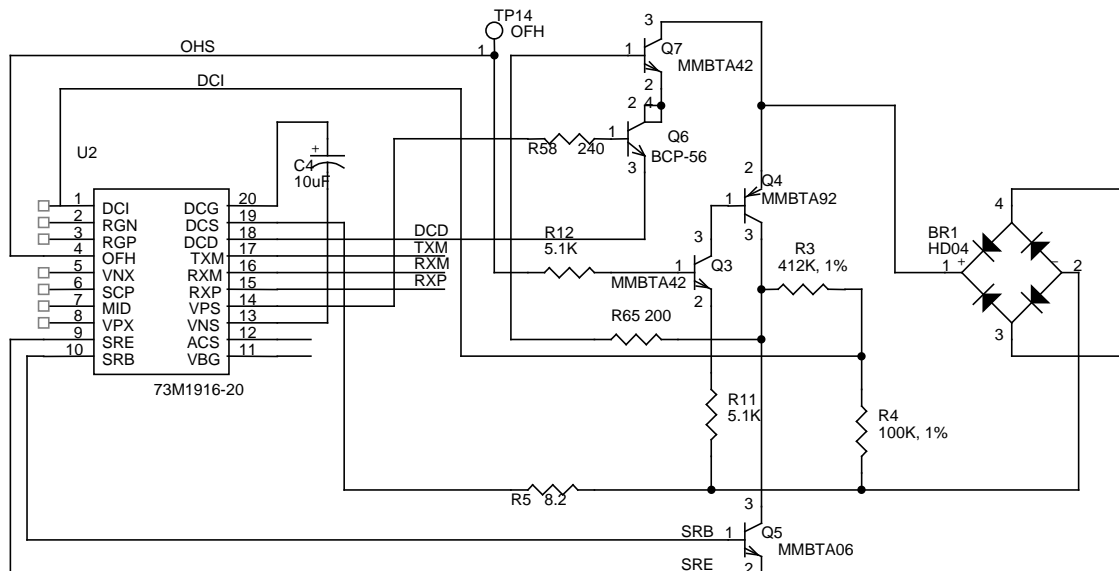 TP14
OFH
1
OHS
DCI
3
1
Q7
MMBTA42
2
2 4
1
Q6
R58 240
BCP-56
3
U2
+
C4
10uF
1 DCI DCG 20
2 RGN DCS 19
3 RGP DCD 18
4 OFH TXM 17
5 VNX RXM 16
6 SCP RXP 15
7 MID VPS 14
8 VPX VNS 13
9 SRE ACS 12
10 SRB VBG 11
73M1916-20
DCD
TXM
RXM
RXP
R12
5.1K
2
1
Q4
MMBTA92
3
3
1
Q3
MMBTA42
2
R3
412K, 1%
R65 200
R11
5.1K
R4
100K, 1%
R5 8.2
BR1
HD04
4
1 + - 2
3
3
SRB 1
Q5
MMBTA06
SRE 2